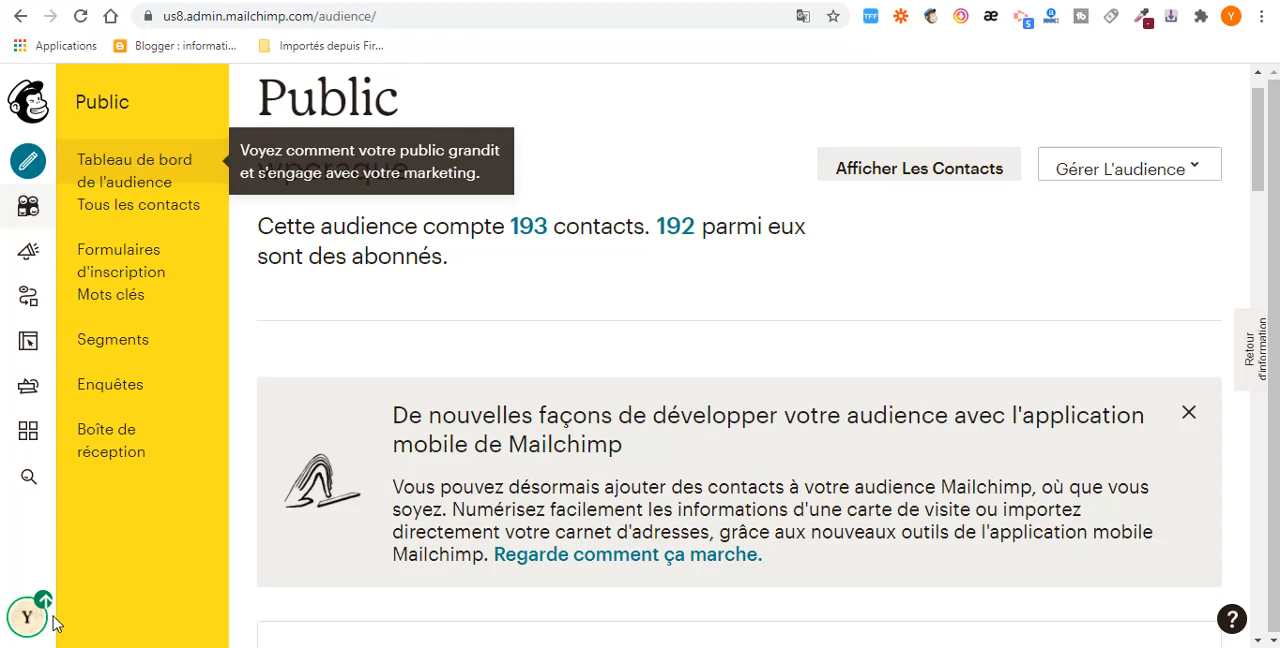 us8.admin.mailchimp.com/audience/
TFF
5
Y
Applications
Blogger : informati...
Importés depuis Fir...
Public
Tableau de bord
de l'audience
Tous les contacts
Formulaires
d'inscription
Mots clés
Segments
Enquêtes
Boîte de
réception
Y
Public
Voyez comment votre public grandit
et s'engage avec votre marketing.
Afficher Les Contacts
Gérer L'audience
Cette audience compte 193 contacts. 192 parmi eux
sont des abonnés.
De nouvelles façons de développer votre audience avec l'application
mobile de Mailchimp
Vous pouvez désormais ajouter des contacts à votre audience Mailchimp, où que vous
soyez. Numérisez facilement les informations d'une carte de visite ou importez
directement votre carnet d'adresses, grâce aux nouveaux outils de l'application mobile
Mailchimp. Regarde comment ça marche.
Retour
d'information
?